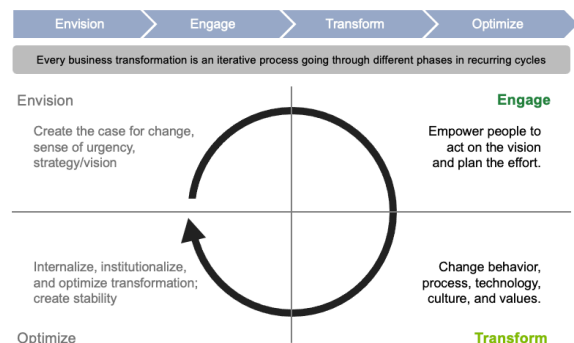 Envision
Engage
Transform
Optimize
Every business transformation is an iterative process going through different phases in recurring cycles
Envision
Create the case for change,
sense of urgency,
strategy/vision
Engage
Empower people to
act on the vision
and plan the effort.
Internalize, institutionalize,
and optimize transformation;
create stability
Optimize
Change behavior,
process, technology,
culture, and values.
Transform